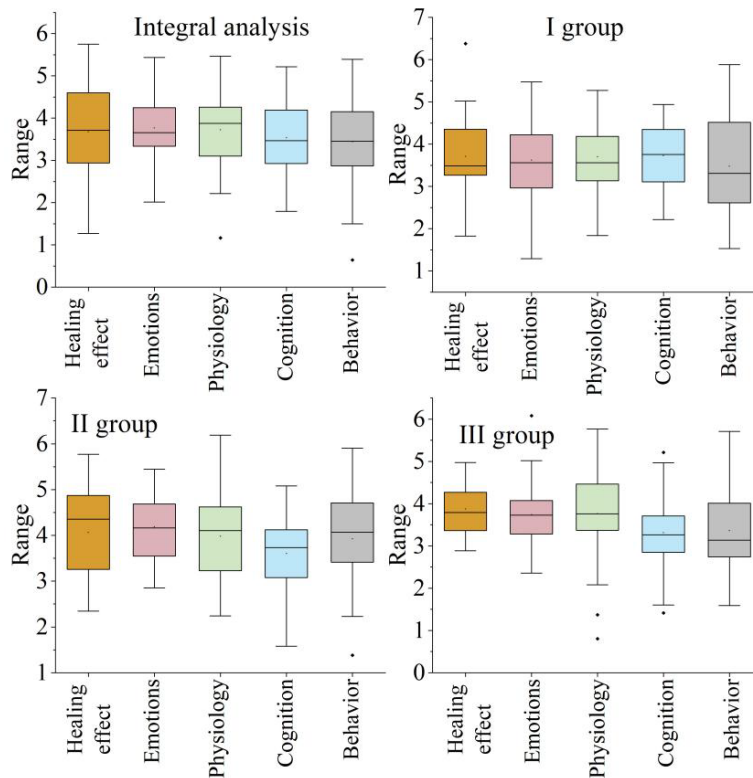 Integral analysis
Range
6
5
4
3
2
1
0
Healing
effect
Emotions
Physiology
Cognition
Behavior
I group
Range
7
6
5
4
3
2
1
Healing
effect
Emotions
Physiology
Cognition
Behavior
II group
Range
7
6
5
4
3
2
1
Healing
effect
Emotions
Physiology
Cognition
Behavior
III group
Range
6
5
4
3
2
1
0
Healing
effect
Emotions
Physiology
Cognition
Behavior